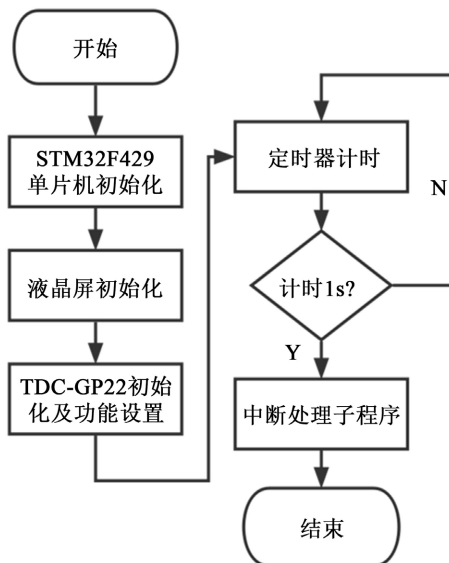 开始
STM32F429
单片机初始化
液晶屏初始化
TDC-GP22初始
化及功能设置
定时器计时
N
计时1s?
Y
中断处理子程序
结束